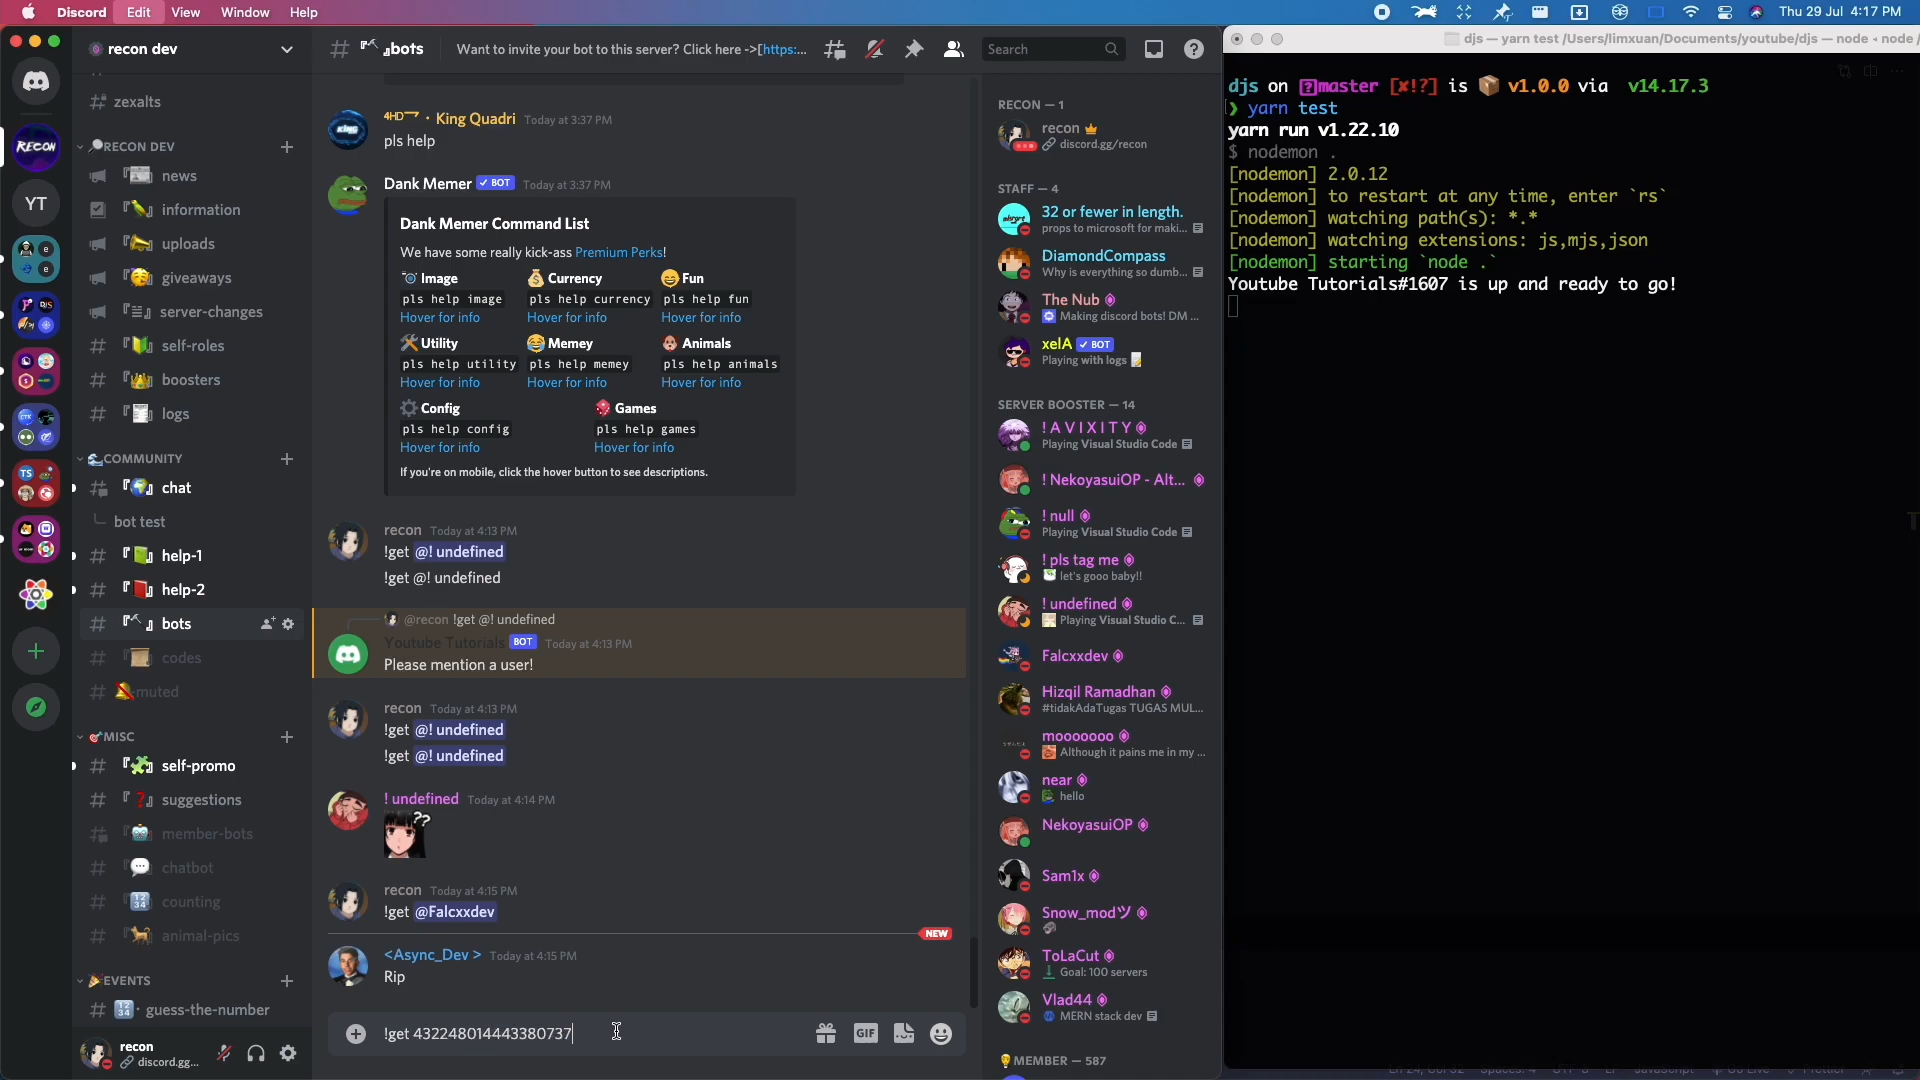 Discord Edit View Window Help
Thu 29 Jul 4:17 PM
recon dev
zexalts
RECON DEV
news
information
uploads
giveaways
server-changes
self-roles
boosters
logs
COMMUNITY
chat
bot test
help-1
help-2
bots
codes
muted
MISC
self-promo
suggestions
member-bots
chatbot
counting
animal-pics
EVENTS
guess-the-number
recon
discord.gg...
RECON
YT
bots
Want to invite your bot to this server? Click here ->[https:...
Search
King Quadri Today at 3:37 PM
pls help
Dank Memer BOT Today at 3:37 PM
Dank Memer Command List
We have some really kick-ass Premium Perks!
Image Currency Fun
pls help image pls help currency pls help fun
Hover for info Hover for info Hover for info
Utility Memey Animals
pls help utility pls help memey pls help animals
Hover for info Hover for info Hover for info
Config Games
pls help config pls help games
Hover for info Hover for info
If you're on mobile, click the hover button to see descriptions.
recon Today at 4:13 PM
!get @! undefined
!get @! undefined
@recon !get @! undefined
Youtube Tutorials BOT Today at 4:13 PM
Please mention a user!
recon Today at 4:13 PM
!get @! undefined
!get @! undefined
! undefined Today at 4:14 PM
??
recon Today at 4:15 PM
!get @Falcxxdev
NEW
<Async_Dev > Today at 4:15 PM
Rip
!get 432248014443380737
GIF
RECON — 1
recon
discord.gg/recon
STAFF — 4
32 or fewer in length.
props to microsoft for maki...
DiamondCompass
Why is everything so dumb...
The Nub
Making discord bots! DM ...
xelA BOT
Playing with logs
SERVER BOOSTER — 14
! A V I X I T Y
Playing Visual Studio Code
! NekoyasuiOP - Alt...
! null
Playing Visual Studio Code
! pls tag me
let's gooo baby!!
! undefined
Playing Visual Studio C...
Falcxxdev
Hizqil Ramadhan
#tidakAdaTugas TUGAS MUL...
mooooooo
Although it pains me in my ...
near
hello
NekoyasuiOP
Sam1x
Snow_modツ
ToLaCut
Goal: 100 servers
Vlad44
MERN stack dev
MEMBER — 587
djs — yarn test /Users/limxuan/Documents/youtube/djs — node ◂ node /
djs on master [✘!?] is v1.0.0 via v14.17.3
❯ yarn test
yarn run v1.22.10
$ nodemon .
[nodemon] 2.0.12
[nodemon] to restart at any time, enter `rs`
[nodemon] watching path(s): *.*
[nodemon] watching extensions: js,mjs,json
[nodemon] starting `node .`
Youtube Tutorials#1607 is up and ready to go!